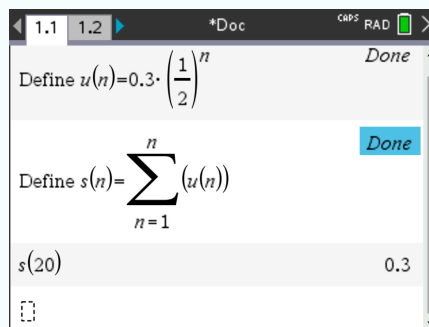 1.1 1.2 *Doc CAPS RAD
Define u(n)=0.3·(1/2)^n Done
Define s(n)=∑_{n=1}^{n}(u(n)) Done
s(20) 0.3